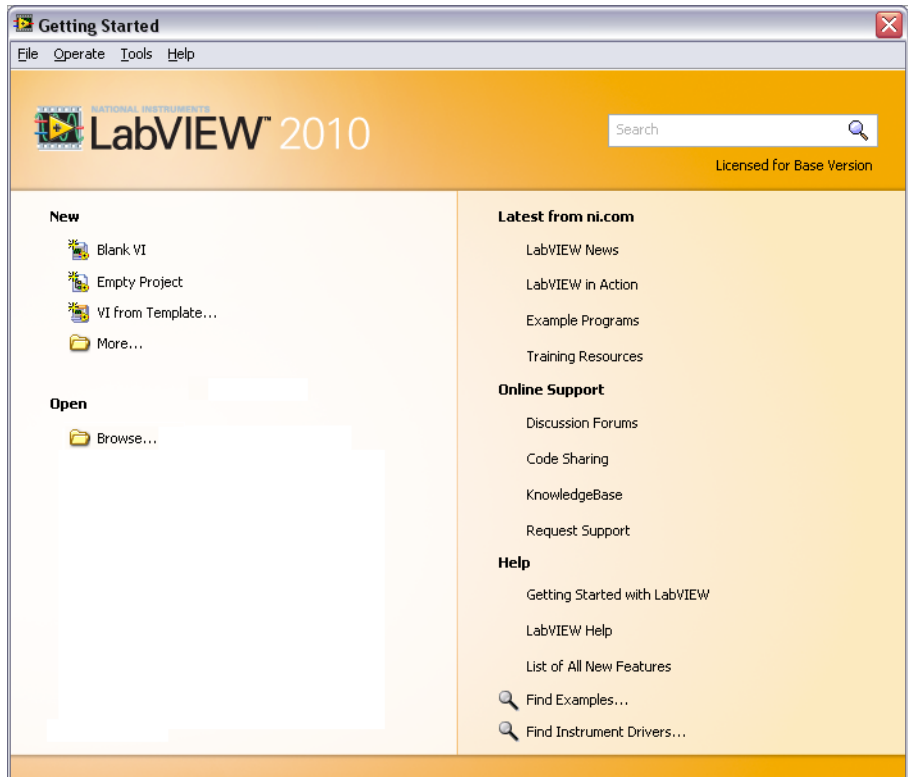 Getting Started
File Operate Tools Help
NATIONAL INSTRUMENTS
LabVIEW™ 2010
Search
Licensed for Base Version
New
Blank VI
Empty Project
VI from Template...
More...
Open
Browse...
Latest from ni.com
LabVIEW News
LabVIEW in Action
Example Programs
Training Resources
Online Support
Discussion Forums
Code Sharing
KnowledgeBase
Request Support
Help
Getting Started with LabVIEW
LabVIEW Help
List of All New Features
Find Examples...
Find Instrument Drivers...